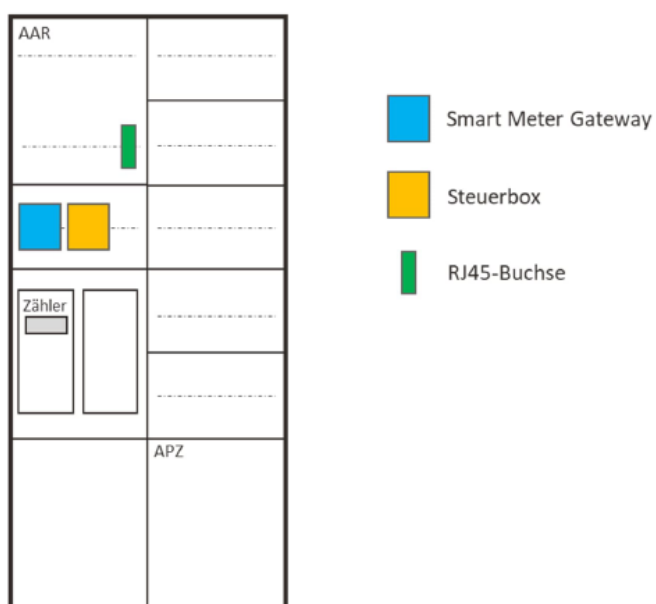 AAR
Smart Meter Gateway
Steuerbox
RJ45-Buchse
Zähler
APZ